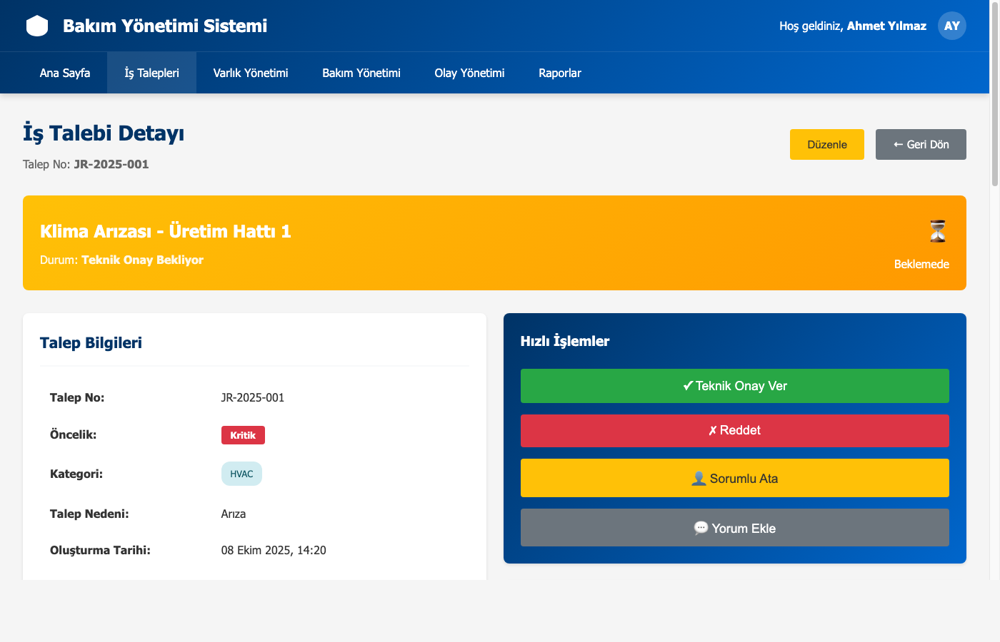 Bakım Yönetimi Sistemi
Hoş geldiniz, Ahmet Yılmaz
AY
Ana Sayfa
İş Talepleri
Varlık Yönetimi
Bakım Yönetimi
Olay Yönetimi
Raporlar
İş Talebi Detayı
Talep No: JR-2025-001
Düzenle
← Geri Dön
Klima Arızası - Üretim Hattı 1
Durum: Teknik Onay Bekliyor
⏳
Beklemede
Talep Bilgileri
Talep No: JR-2025-001
Öncelik: Kritik
Kategori: HVAC
Talep Nedeni: Arıza
Oluşturma Tarihi: 08 Ekim 2025, 14:20
Hızlı İşlemler
✓ Teknik Onay Ver
✗ Reddet
👤 Sorumlu Ata
💬 Yorum Ekle